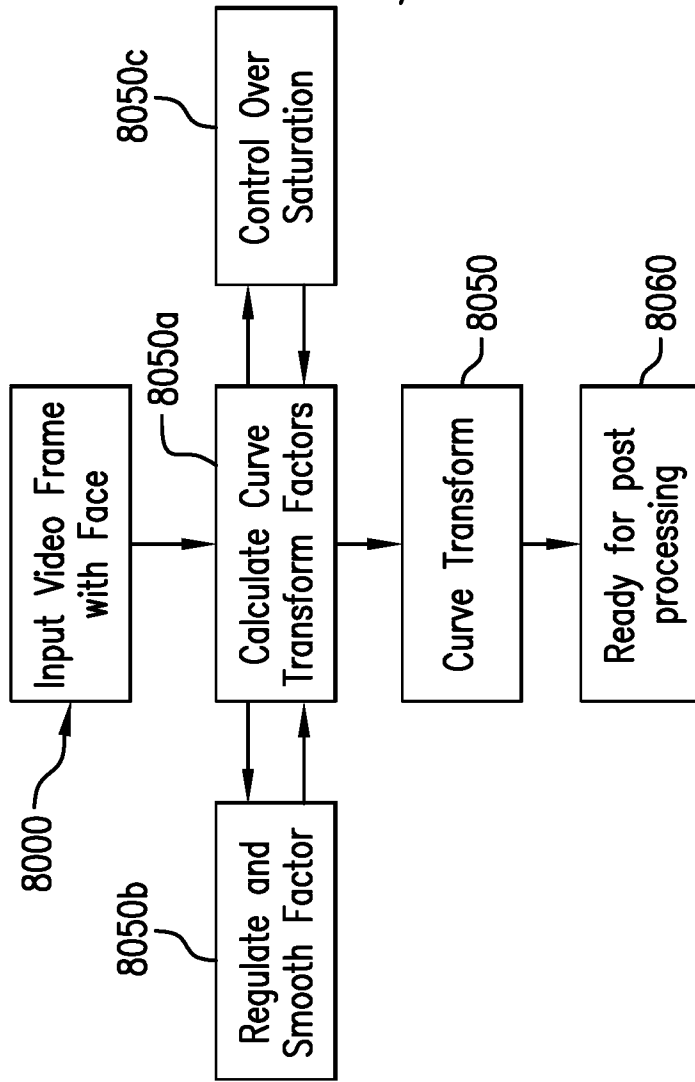 8000
Input Video Frame
with Face
8050b
Regulate and
Smooth Factor
8050a
Calculate Curve
Transform Factors
8050c
Control Over
Saturation
8050
Curve Transform
8060
Ready for post
processing